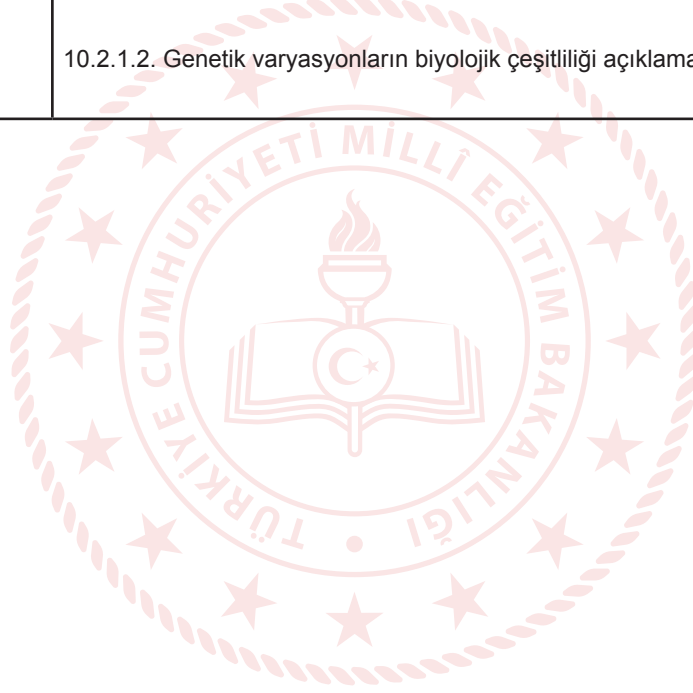 10.2.1.2. Genetik varyasyonların biyolojik çeşitliliği açıklama
TÜRKİYE CUMHURİYETİ MİLLÎ EĞİTİM BAKANLIĞI